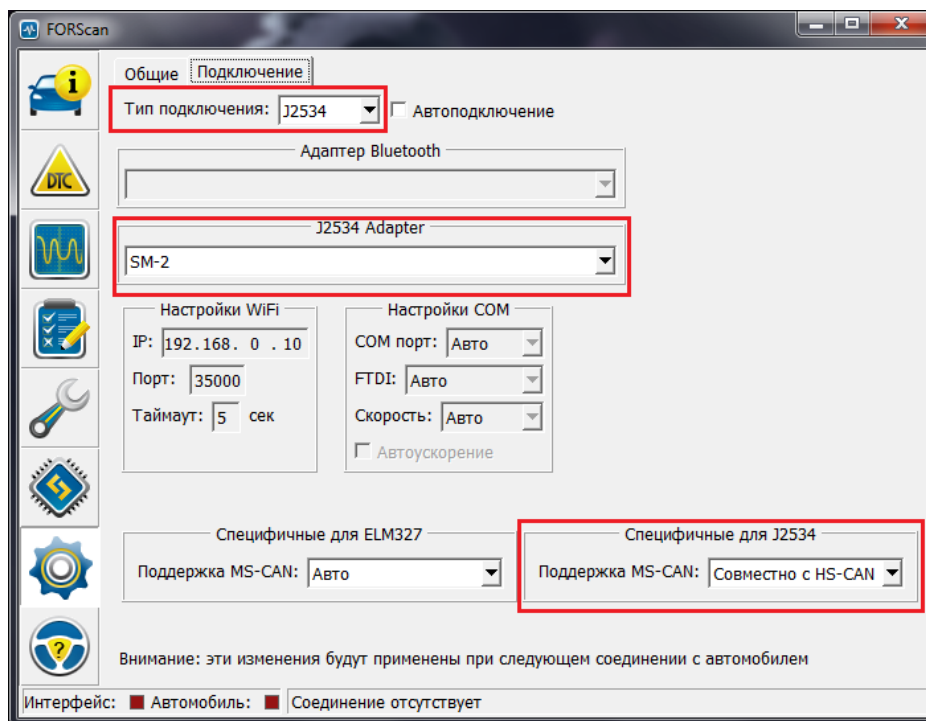 FORScan
i
Общие Подключение
Тип подключения: J2534 Автоподключение
DTC
Адаптер Bluetooth
J2534 Adapter
SM-2
Настройки WiFi Настройки COM
IP: 192.168. 0 .10 COM порт: Авто
Порт: 35000 FTDI: Авто
Таймаут: 5 сек Скорость: Авто
Автоускорение
Специфичные для ELM327 Специфичные для J2534
Поддержка MS-CAN: Авто Поддержка MS-CAN: Совместно с HS-CAN
?
Внимание: эти изменения будут применены при следующем соединении с автомобилем
Интерфейс: Автомобиль: Соединение отсутствует